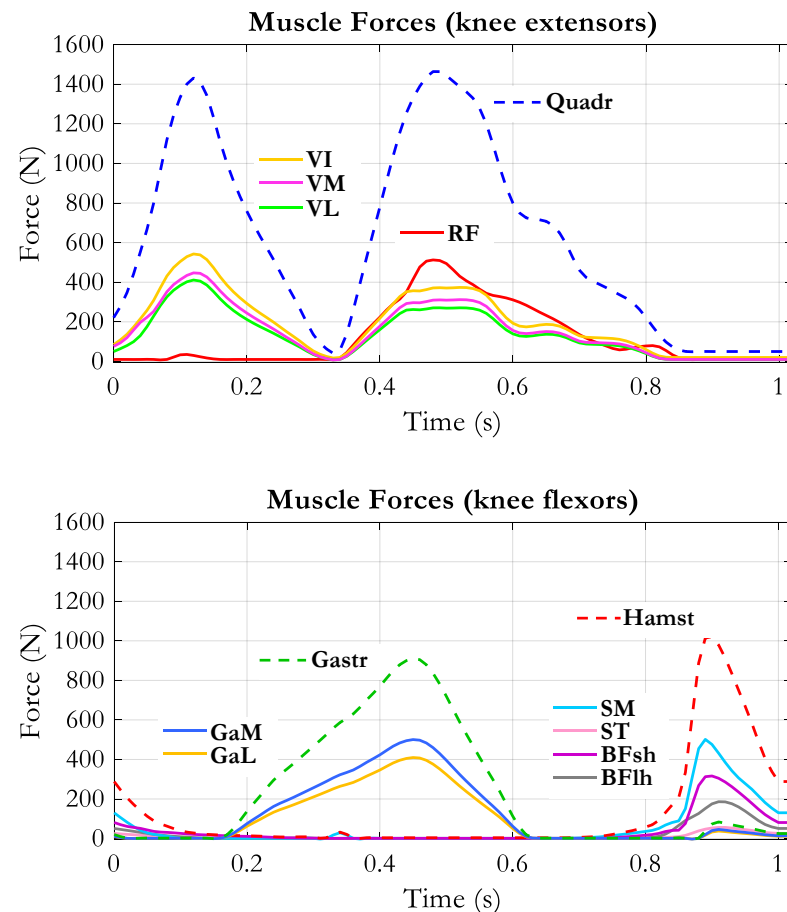 Muscle Forces (knee extensors)
1600
1400
1200
1000
800
600
400
200
0
Force (N)
Quadr
VI
VM
VL
RF
0 0.2 0.4 0.6 0.8 1
Time (s)
Muscle Forces (knee flexors)
1600
1400
1200
1000
800
600
400
200
0
Force (N)
Hamst
Gastr
GaM
GaL
SM
ST
BFsh
BFlh
0 0.2 0.4 0.6 0.8 1
Time (s)